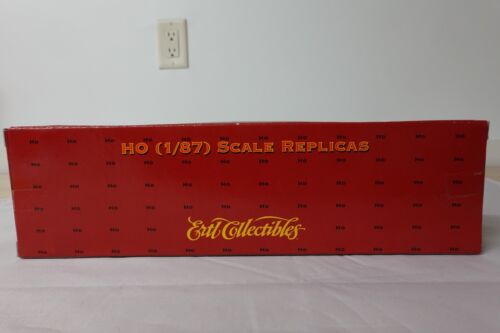 HO (1/87) SCALE REPLICAS
Ertl Collectibles